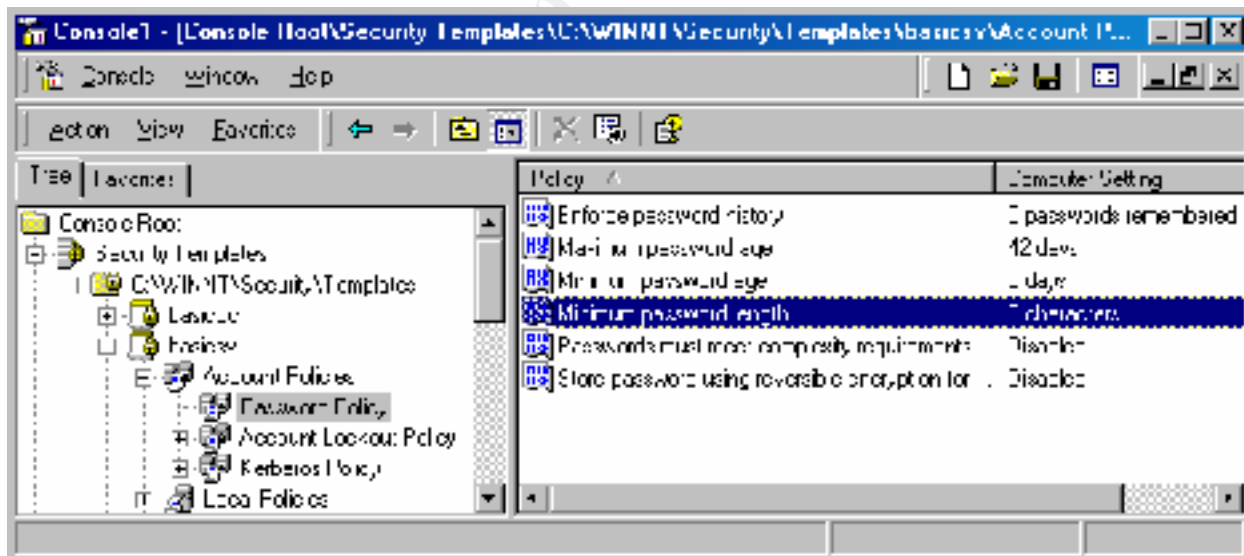 Console1 - [Console Root\Security Templates\C:\WINNT\Security\Templates\basicsv\Account P...
Console Window Help
Action View Favorites
Tree Favorites
Policy Computer Setting
Console Root
Enforce password history passwords remembered
Security Templates
Maximum password age 42 days
C:\WINNT\Security\Templates
Minimum password age days
Minimum password length characters
basicsv
Passwords must meet complexity requirements Disabled
Account Policies
Store password using reversible encryption for ... Disabled
Password Policy
Account Lockout Policy
Kerberos Policy
Local Policies